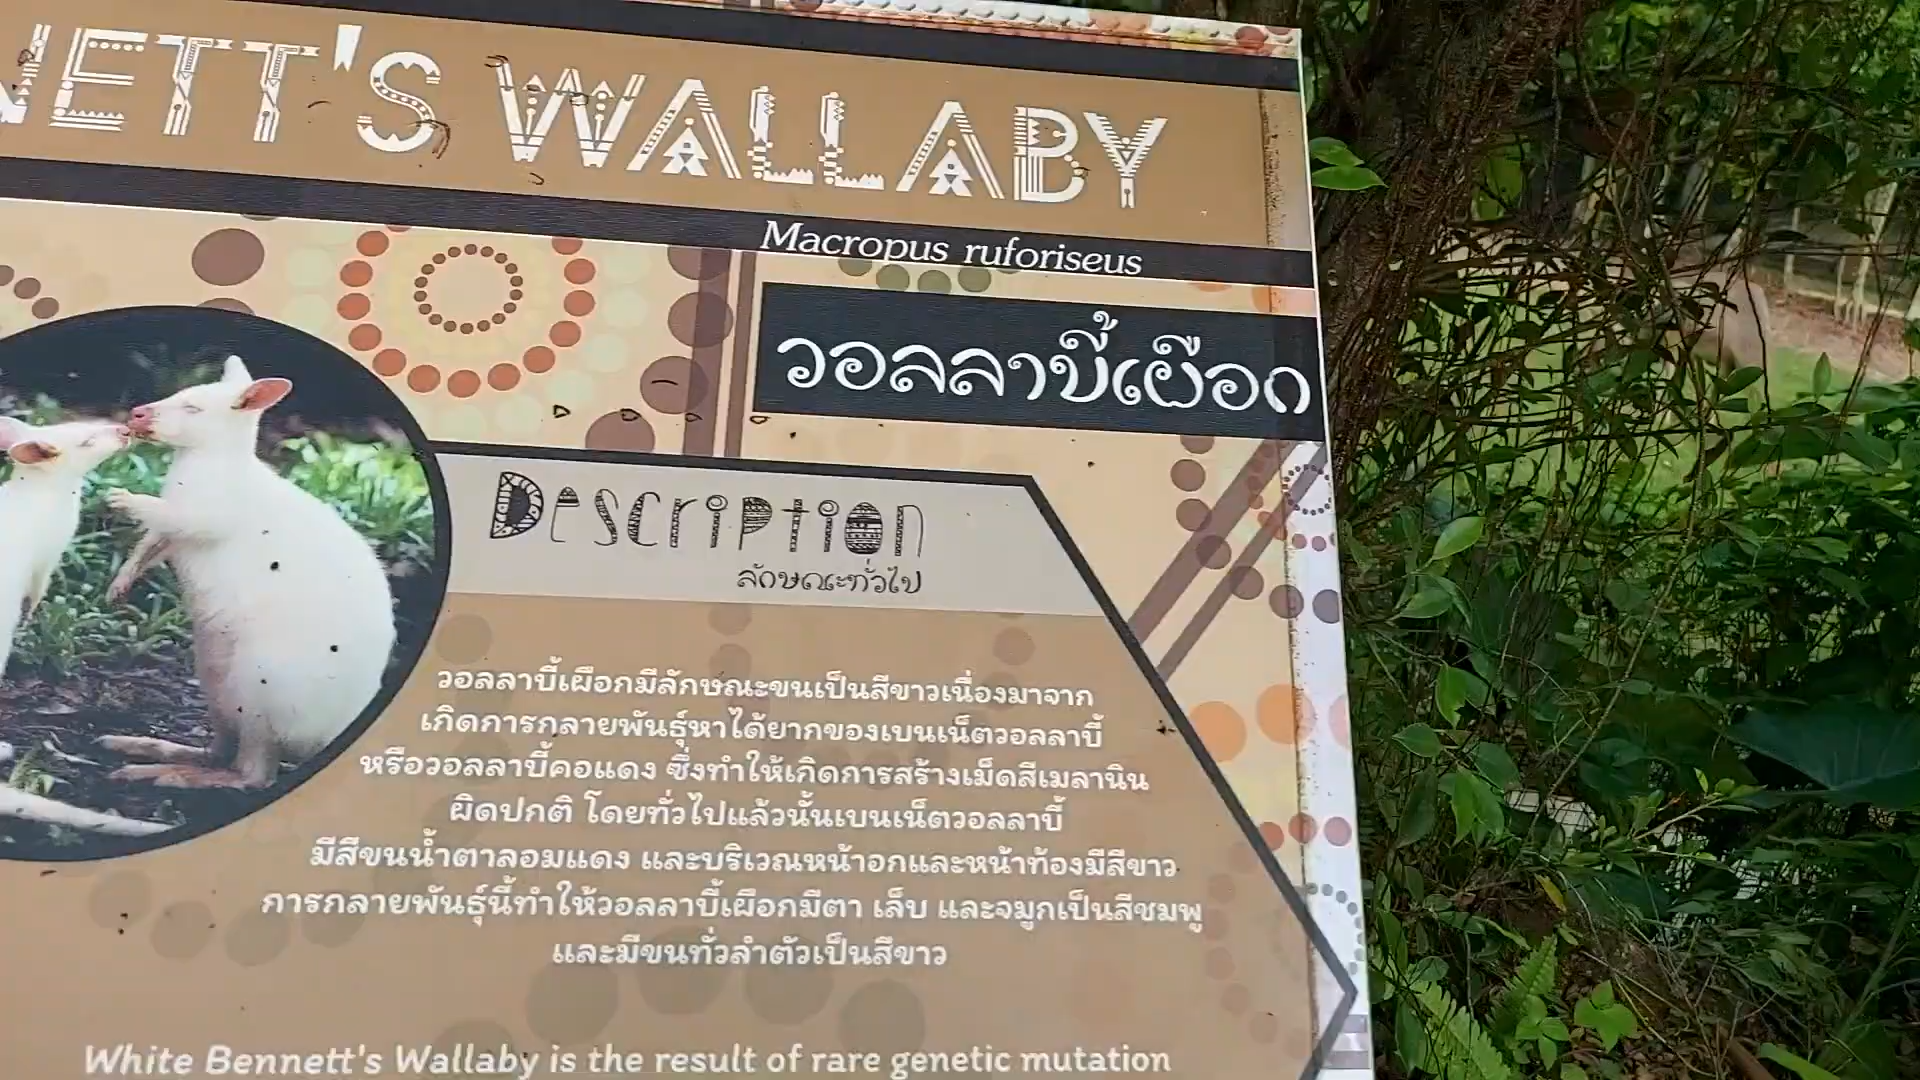 NETT'S WALLABY
Macropus ruforiseus
วอลลาบี้เผือก
Description
ลักษณะทั่วไป
วอลลาบี้เผือกมีลักษณะขนเป็นสีขาวเนื่องมาจาก
เกิดการกลายพันธุ์หาได้ยากของเบนเน็ตวอลลาบี้
หรือวอลลาบี้คอแดง ซึ่งทำให้เกิดการสร้างเม็ดสีเมลานิน
ผิดปกติ โดยทั่วไปแล้วนั้นเบนเน็ตวอลลาบี้
มีสีขนน้ำตาลอมแดง และบริเวณหน้าอกและหน้าท้องมีสีขาว
การกลายพันธุ์นี้ทำให้วอลลาบี้เผือกมีตา เล็บ และจมูกเป็นสีชมพู
และมีขนทั่วลำตัวเป็นสีขาว
White Bennett's Wallaby is the result of rare genetic mutation